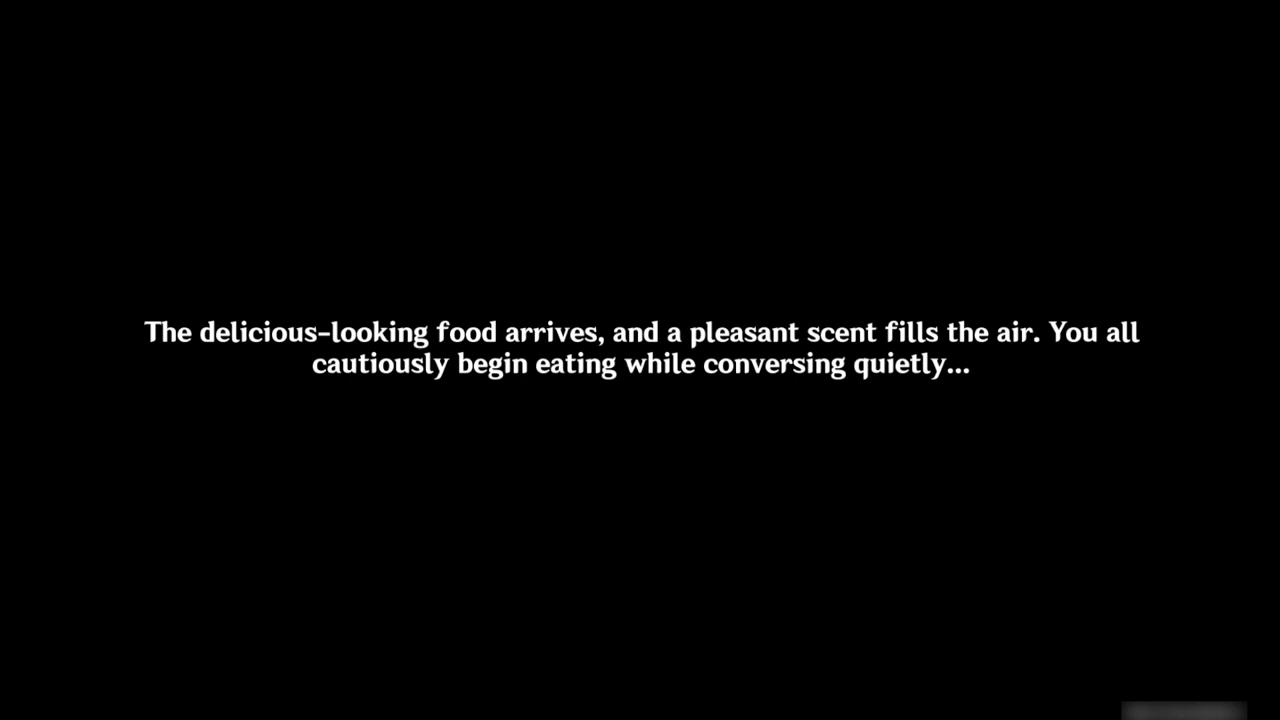 The delicious-looking food arrives, and a pleasant scent fills the air. You all
cautiously begin eating while conversing quietly...